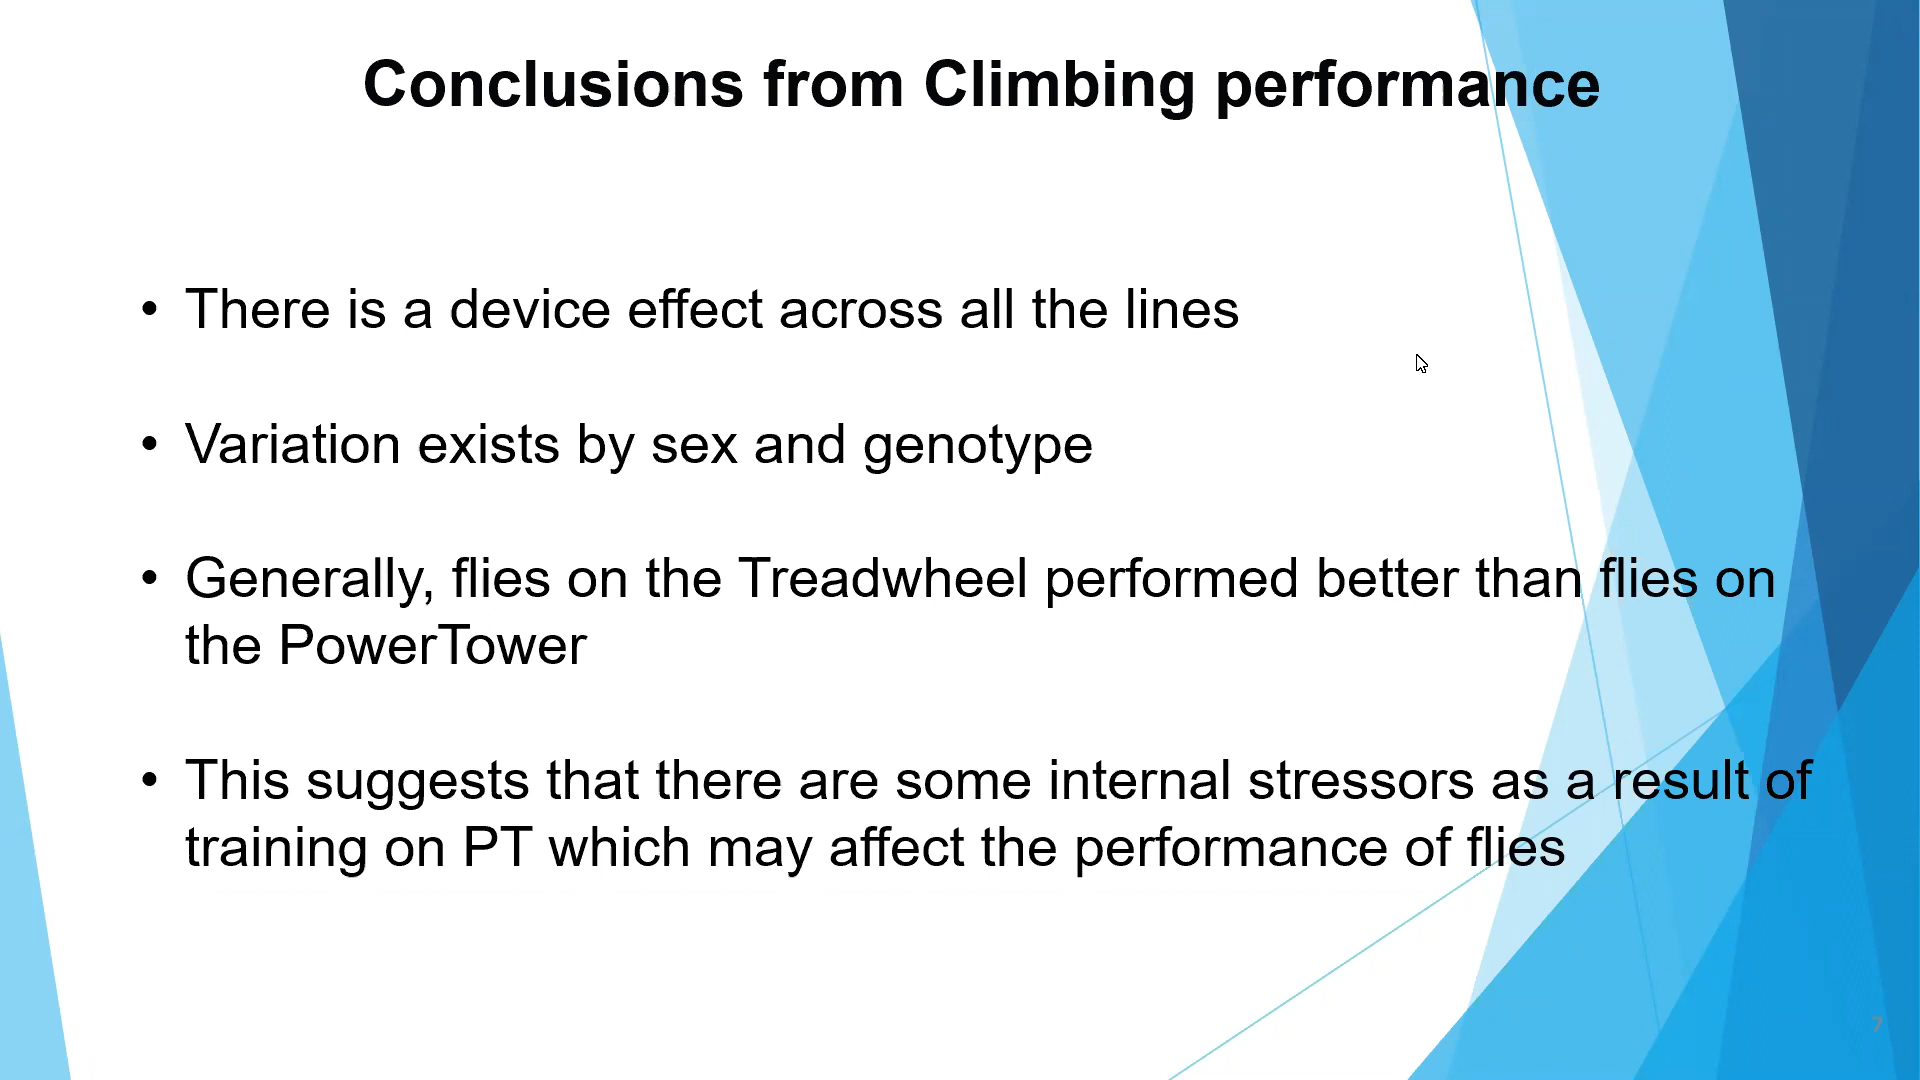 Conclusions from Climbing performance
• There is a device effect across all the lines
• Variation exists by sex and genotype
• Generally, flies on the Treadwheel performed better than flies on
the PowerTower
• This suggests that there are some internal stressors as a result of
training on PT which may affect the performance of flies
7